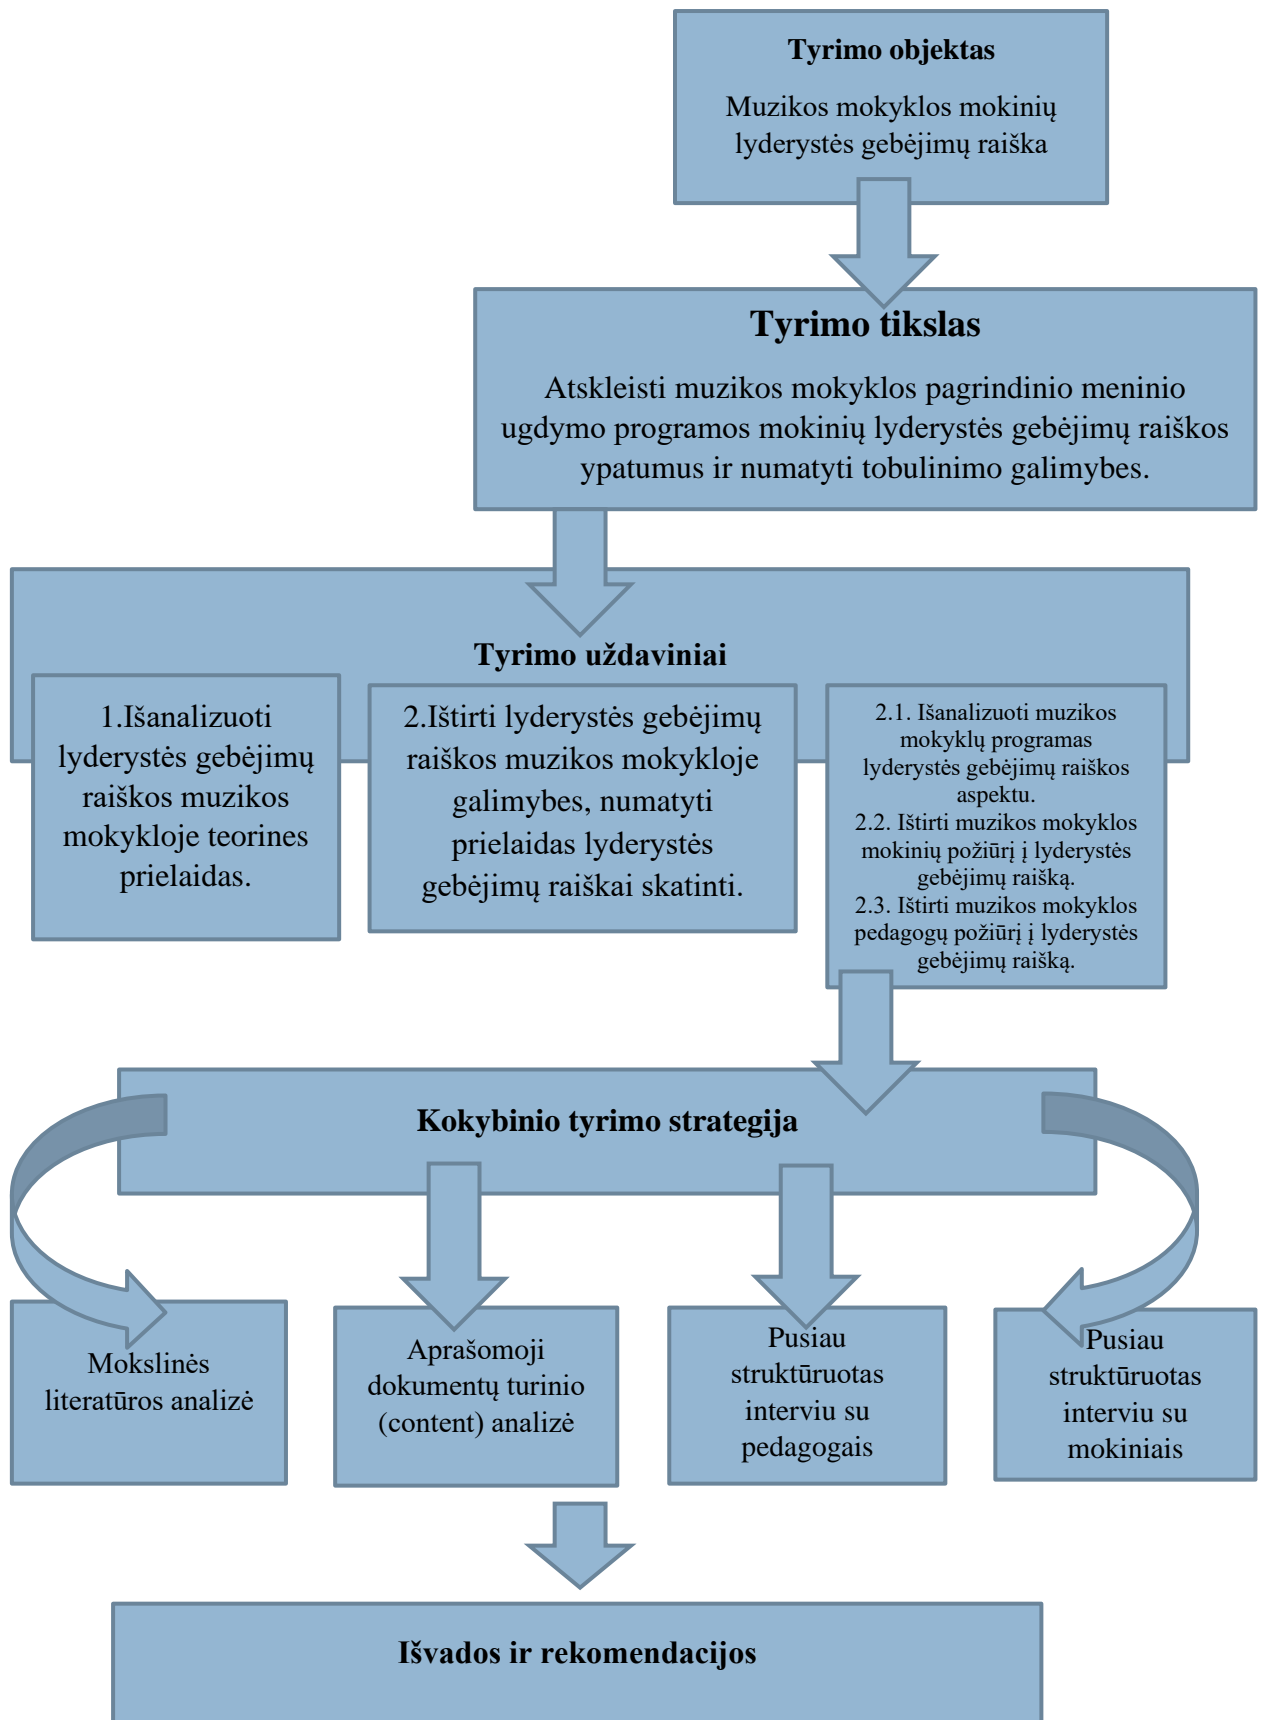 Tyrimo objektas
Muzikos mokyklos mokinių
lyderystės gebėjimų raiška
Tyrimo tikslas
Atskleisti muzikos mokyklos pagrindinio meninio
ugdymo programos mokinių lyderystės gebėjimų raiškos
ypatumus ir numatyti tobulinimo galimybes.
Tyrimo uždaviniai
1.Išanalizuoti
lyderystės gebėjimų
raiškos muzikos
mokykloje teorines
prielaidas.
2.Ištirti lyderystės gebėjimų
raiškos muzikos mokykloje
galimybes, numatyti
prielaidas lyderystės
gebėjimų raiškai skatinti.
2.1. Išanalizuoti muzikos
mokyklų programas
lyderystės gebėjimų raiškos
aspektu.
2.2. Ištirti muzikos mokyklos
mokinių požiūrį į lyderystės
gebėjimų raišką.
2.3. Ištirti muzikos mokyklos
pedagogų požiūrį į lyderystės
gebėjimų raišką.
Kokybinio tyrimo strategija
Mokslinės
literatūros analizė
Aprašomoji
dokumentų turinio
(content) analizė
Pusiau
struktūruotas
interviu su
pedagogais
Pusiau
struktūruotas
interviu su
mokiniais
Išvados ir rekomendacijos